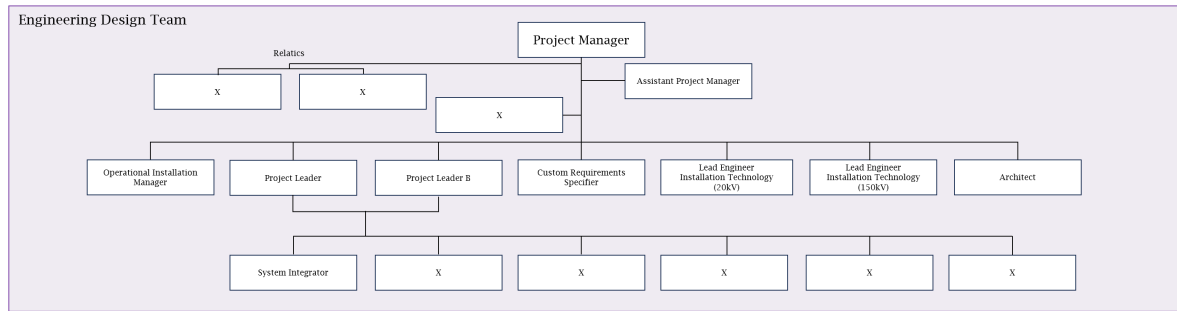 Engineering Design Team
Project Manager
Relatics
Assistant Project Manager
X
X
X
Operational Installation
Manager
Project Leader
Project Leader B
Custom Requirements
Specifier
Lead Engineer
Installation Technology
(20kV)
Lead Engineer
Installation Technology
(150kV)
Architect
System Integrator
X
X
X
X
X